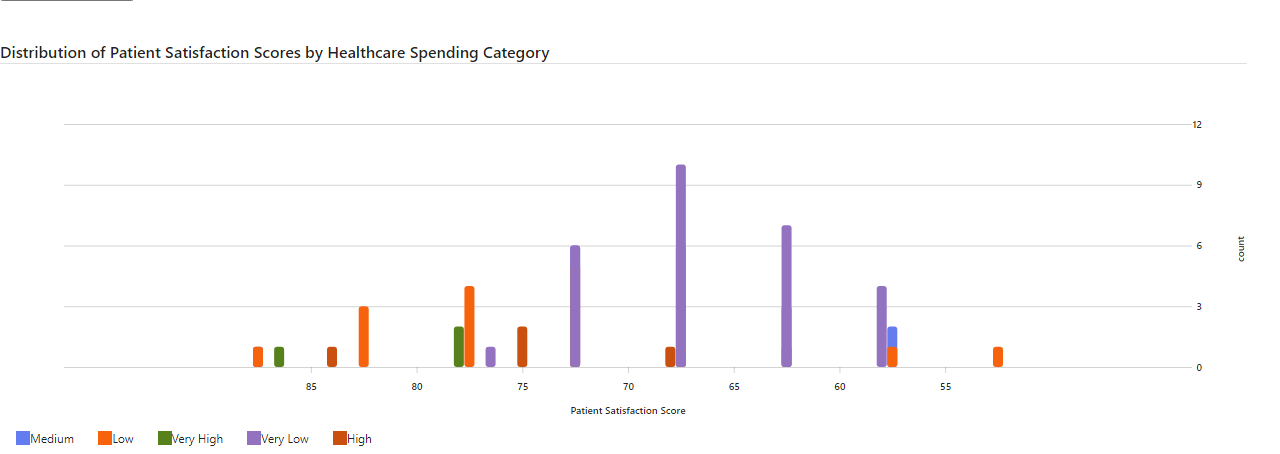 Distribution of Patient Satisfaction Scores by Healthcare Spending Category
12
9
6
3
0
count
85 80 75 70 65 60 55
Patient Satisfaction Score
Medium Low Very High Very Low High